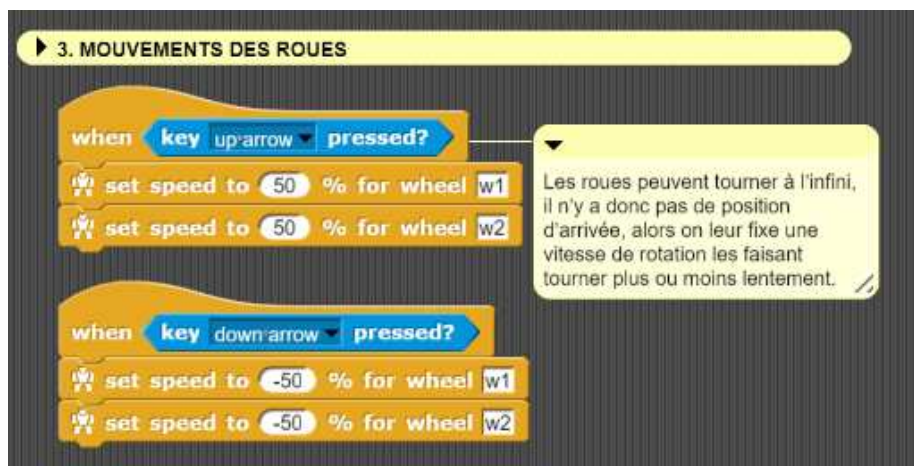 3. MOUVEMENTS DES ROUES
when key up arrow pressed?
set speed to 50 % for wheel w1
set speed to 50 % for wheel w2
Les roues peuvent tourner à l'infini,
il n'y a donc pas de position
d'arrivée, alors on leur fixe une
vitesse de rotation les faisant
tourner plus ou moins lentement.
when key down arrow pressed?
set speed to -50 % for wheel w1
set speed to -50 % for wheel w2